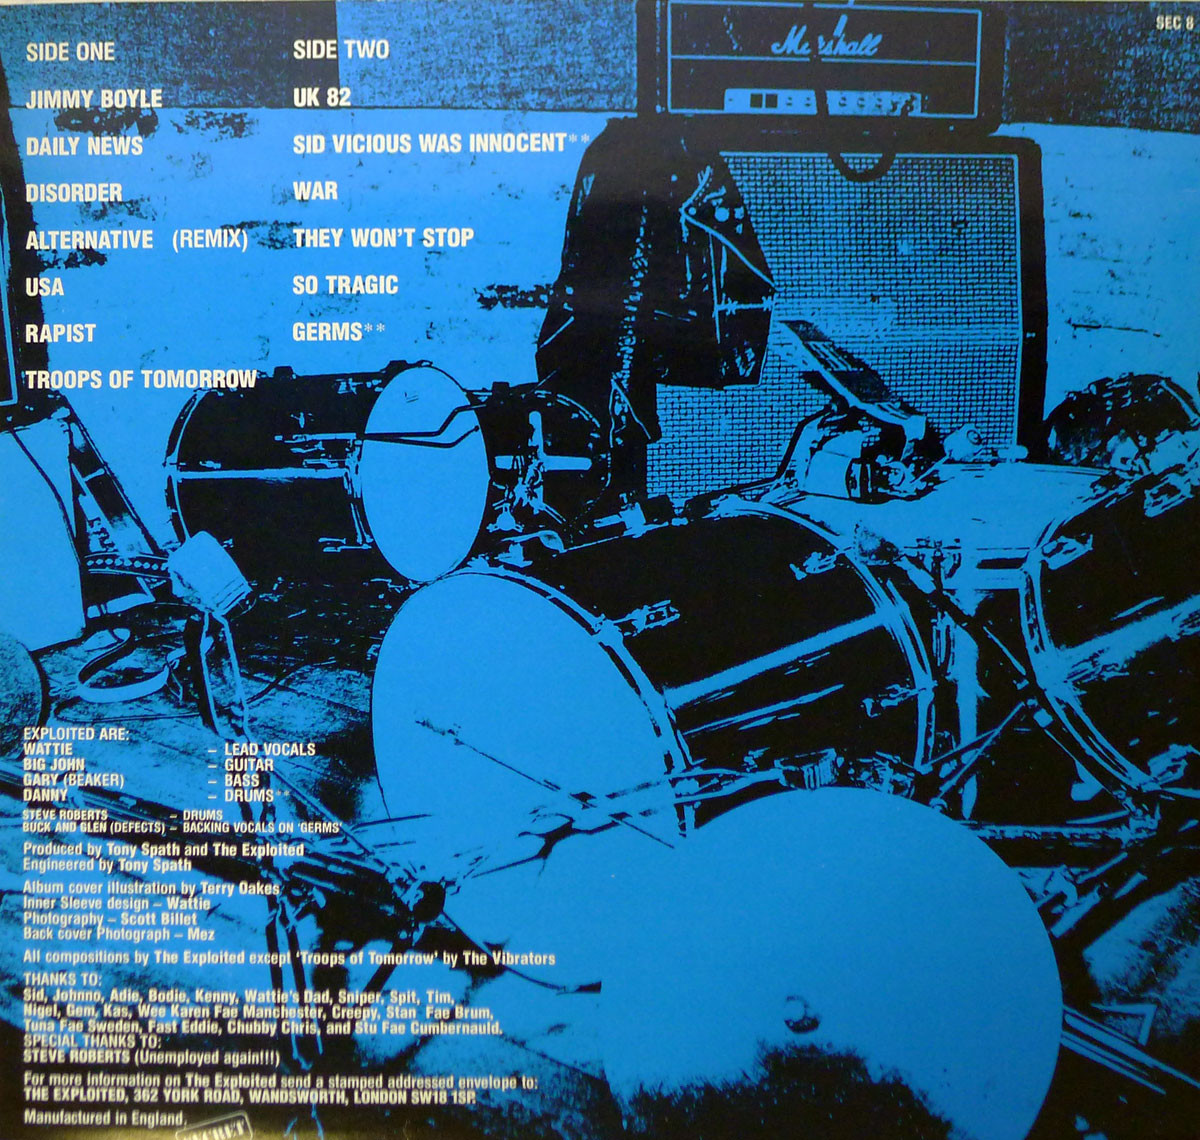 SEC 8
Marshall
SIDE ONE
JIMMY BOYLE
DAILY NEWS
DISORDER
ALTERNATIVE (REMIX)
USA
RAPIST
TROOPS OF TOMORROW
SIDE TWO
UK 82
SID VICIOUS WAS INNOCENT**
WAR
THEY WON'T STOP
SO TRAGIC
GERMS**
EXPLOITED ARE:
WATTIE – LEAD VOCALS
BIG JOHN – GUITAR
GARY (BEAKER) – BASS
DANNY – DRUMS**
STEVE ROBERTS – DRUMS
BUCK AND GLEN (DEFECTS) – BACKING VOCALS ON 'GERMS'
Produced by Tony Spath and The Exploited
Engineered by Tony Spath
Album cover illustration by Terry Oakes
Inner Sleeve design – Wattie
Photography – Scott Billet
Back cover Photograph – Mez
All compositions by The Exploited except 'Troops of Tomorrow' by The Vibrators
THANKS TO:
Sid, Johnno, Adie, Bodie, Kenny, Wattie's Dad, Sniper, Spit, Tim,
Nigel, Gem, Kas, Wee Karen Fae Manchester, Creepy, Stan Fae Brum,
Tuna Fae Sweden, Fast Eddie, Chubby Chris, and Stu Fae Cumbernauld.
SPECIAL THANKS TO:
STEVE ROBERTS (Unemployed again!!!)
For more information on The Exploited send a stamped addressed envelope to:
THE EXPLOITED, 362 YORK ROAD, WANDSWORTH, LONDON SW18 1SP.
Manufactured in England.
SECRET